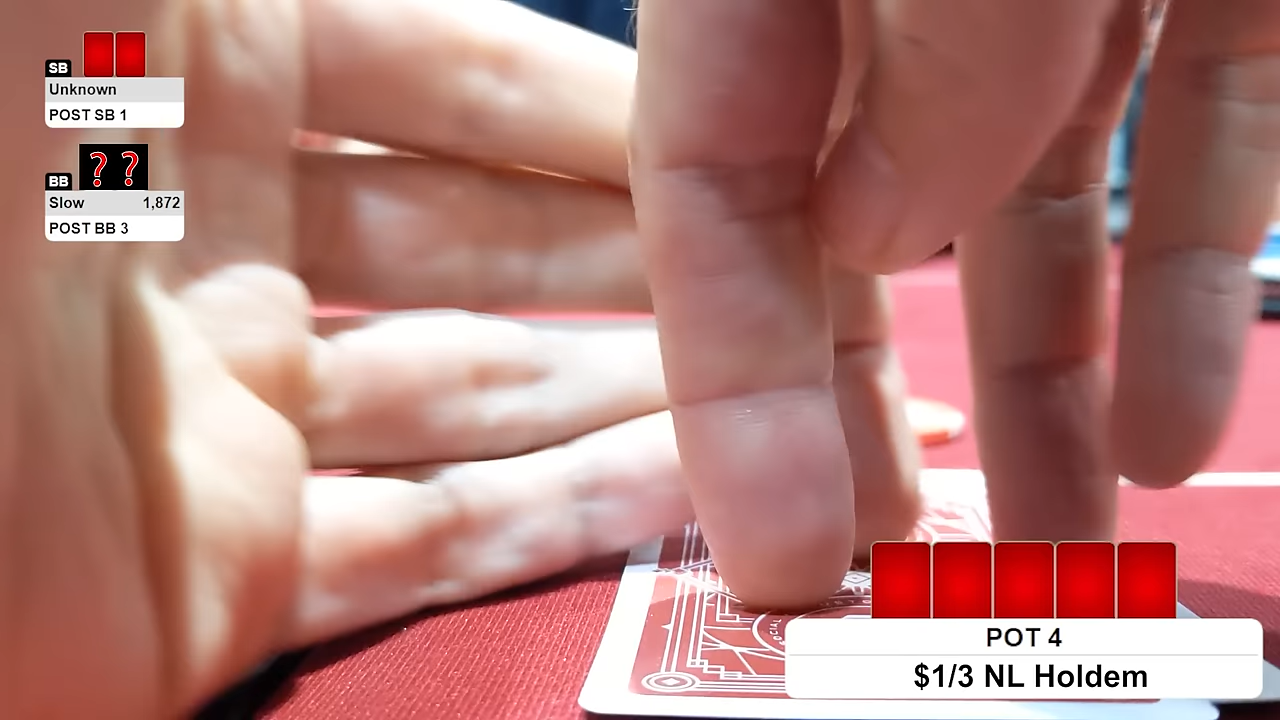 SB
Unknown
POST SB 1
? ?
BB
Slow 1,872
POST BB 3
POT 4
$1/3 NL Holdem